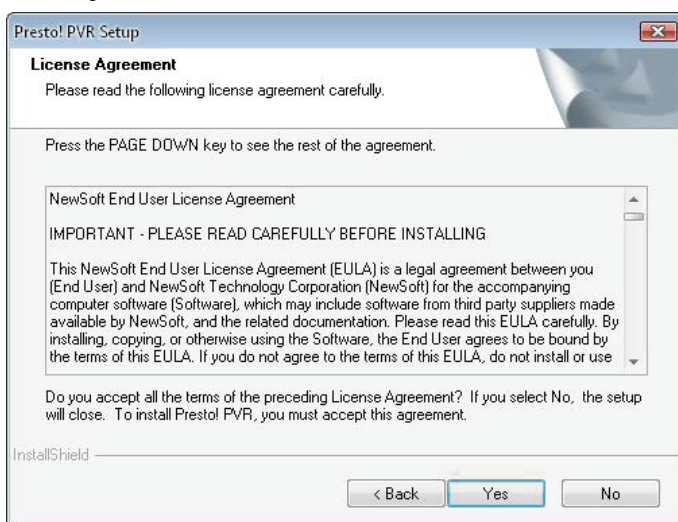 Presto! PVR Setup
License Agreement
Please read the following license agreement carefully.
Press the PAGE DOWN key to see the rest of the agreement.
NewSoft End User License Agreement
IMPORTANT - PLEASE READ CAREFULLY BEFORE INSTALLING
This NewSoft End User License Agreement (EULA) is a legal agreement between you
(End User) and NewSoft Technology Corporation (NewSoft) for the accompanying
computer software (Software), which may include software from third party suppliers made
available by NewSoft, and the related documentation. Please read this EULA carefully. By
installing, copying, or otherwise using the Software, the End User agrees to be bound by
the terms of this EULA. If you do not agree to the terms of this EULA, do not install or use
Do you accept all the terms of the preceding License Agreement? If you select No, the setup
will close. To install Presto! PVR, you must accept this agreement.
InstallShield
< Back Yes No